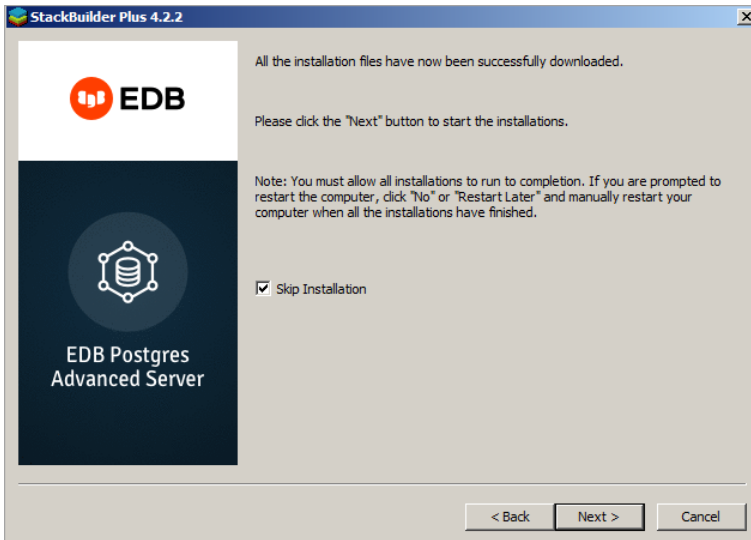 StackBuilder Plus 4.2.2
EDB
EDB Postgres
Advanced Server
All the installation files have now been successfully downloaded.
Please click the "Next" button to start the installations.
Note: You must allow all installations to run to completion. If you are prompted to
restart the computer, click "No" or "Restart Later" and manually restart your
computer when all the installations have finished.
Skip Installation
< Back
Next >
Cancel